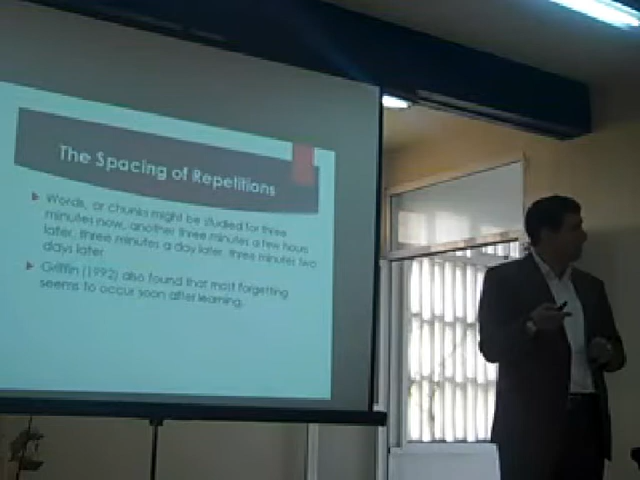 The Spacing of Repetitions
Words, or Chunks might be studied for three
minutes now, another three minutes a few hours
later, three minutes a day later, three minutes two
days later.
Griffin (1992) also found that most forgetting
seems to occur soon after learning.